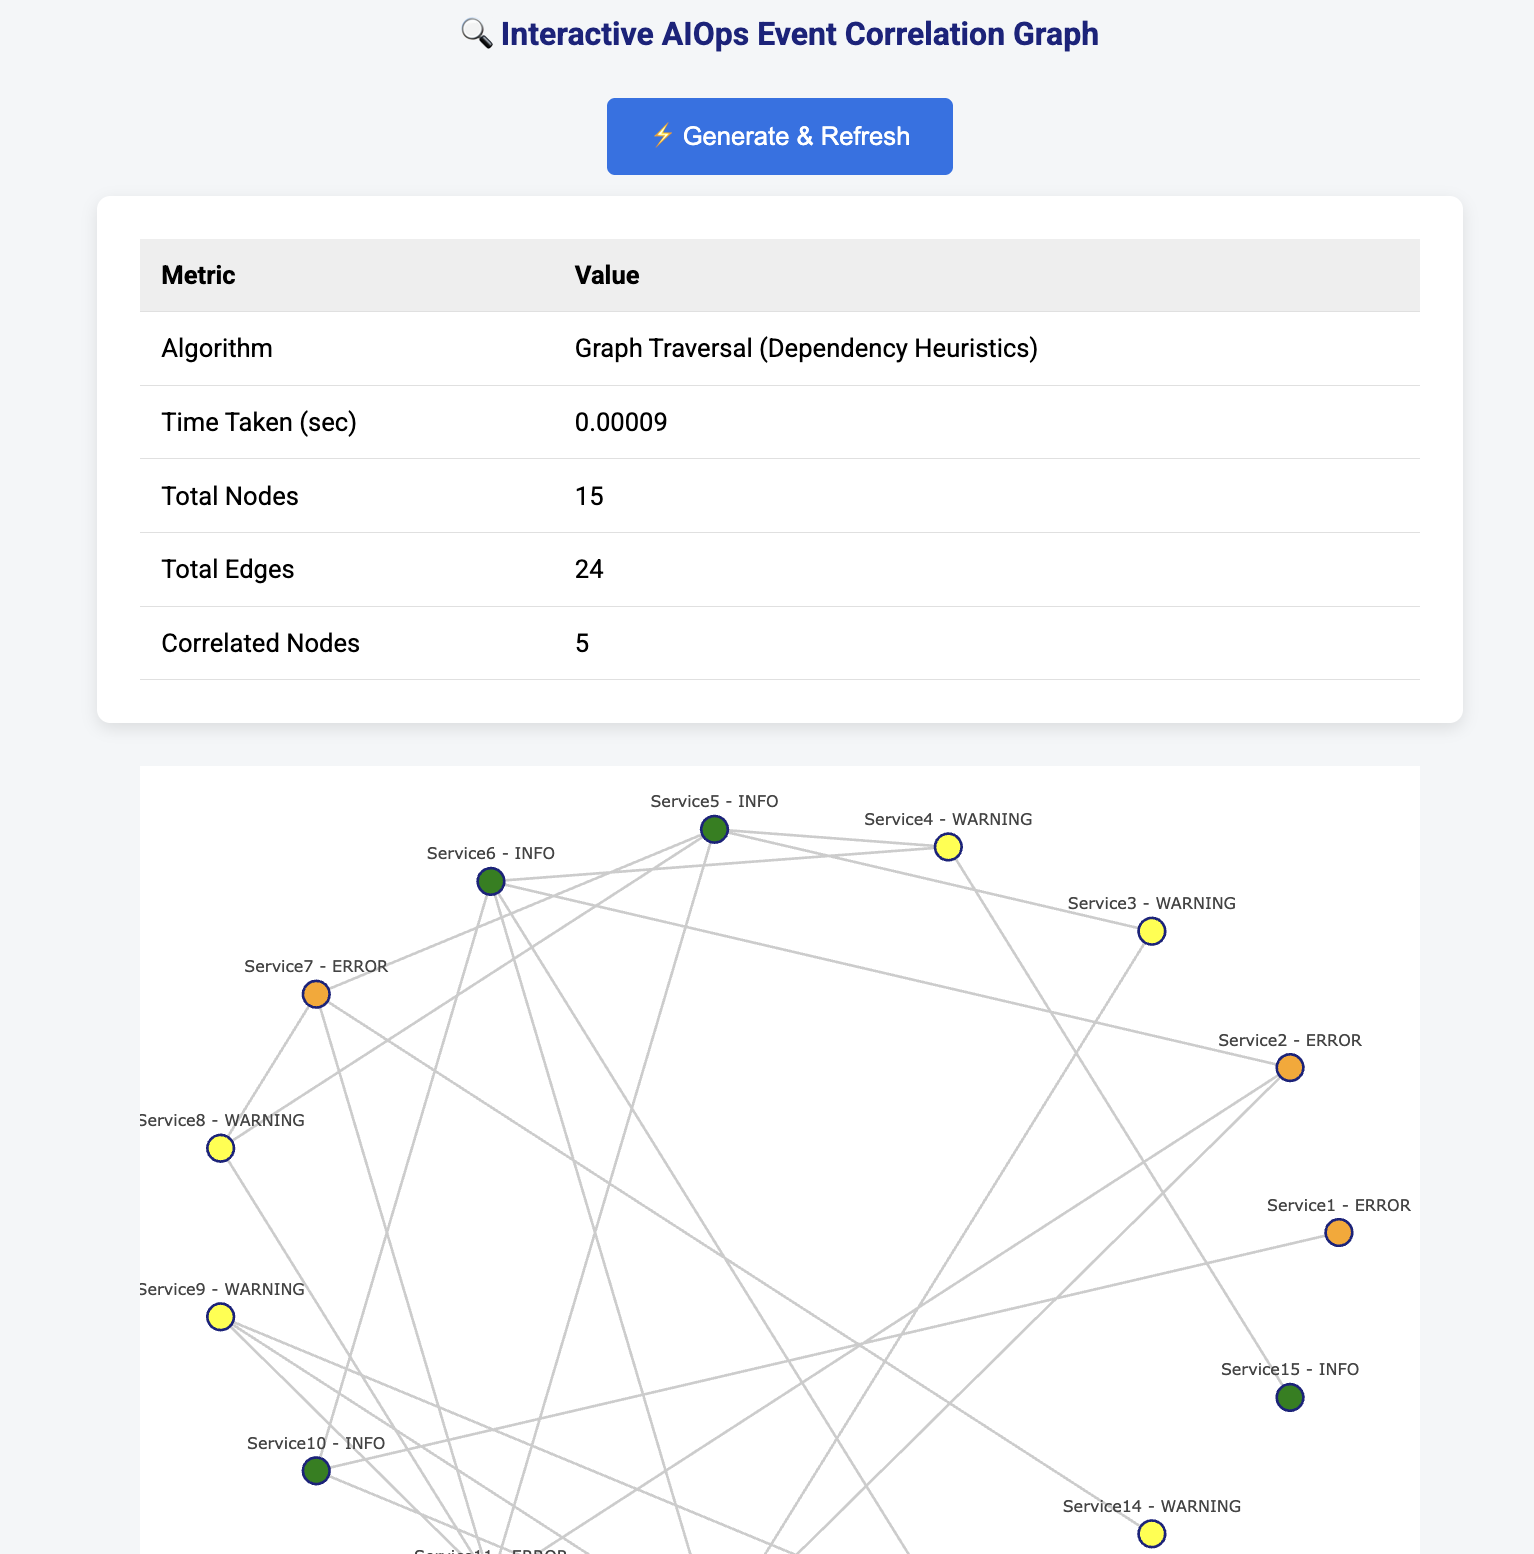 Interactive AIOps Event Correlation Graph
Generate & Refresh
Metric Value
Algorithm Graph Traversal (Dependency Heuristics)
Time Taken (sec) 0.00009
Total Nodes 15
Total Edges 24
Correlated Nodes 5
Service5 - INFO
Service4 - WARNING
Service6 - INFO
Service3 - WARNING
Service7 - ERROR
Service2 - ERROR
Service8 - WARNING
Service1 - ERROR
Service9 - WARNING
Service15 - INFO
Service10 - INFO
Service14 - WARNING
Service11 - ERROR